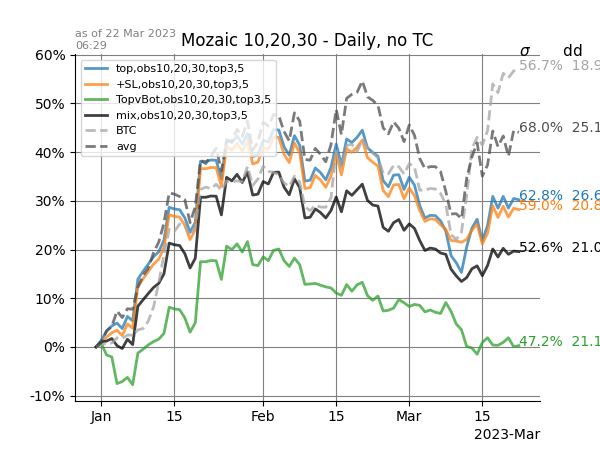 as of 22 Mar 2023
06:29
Mozaic 10,20,30 - Daily, no TC
σ dd
60%
50%
40%
30%
20%
10%
0%
-10%
top,obs10,20,30,top3,5
+SL,obs10,20,30,top3,5
TopvBot,obs10,20,30,top3,5
mix,obs10,20,30,top3,5
BTC
avg
56.7% 18.9
68.0% 25.1
62.8% 26.6
59.0% 20.8
52.6% 21.0
47.2% 21.1
Jan 15 Feb 15 Mar 15
2023-Mar